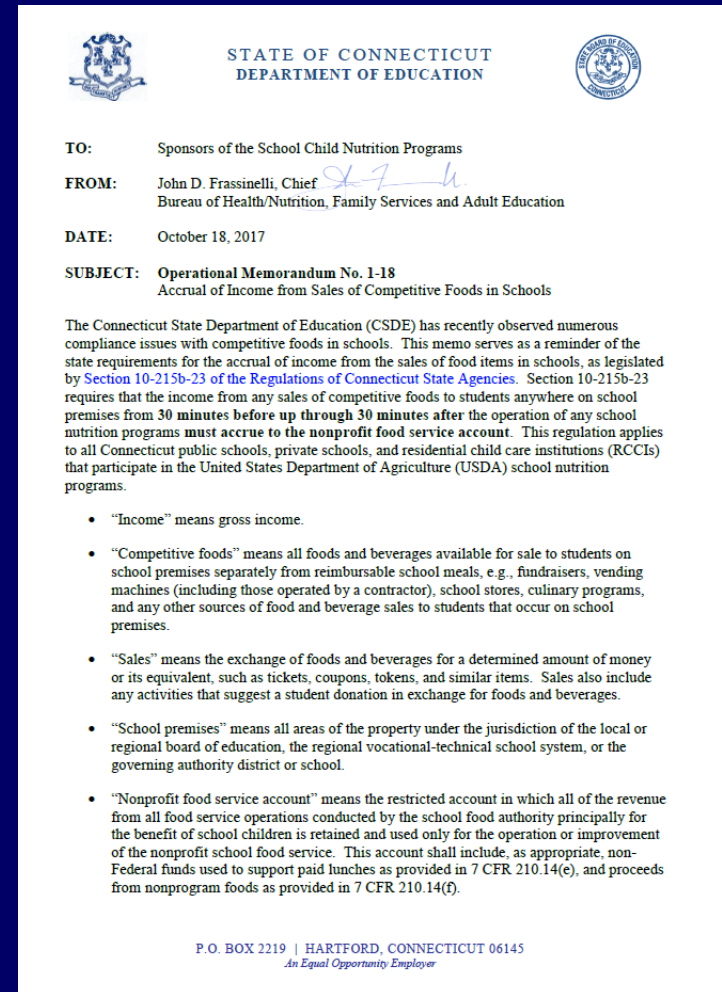 STATE OF CONNECTICUT
DEPARTMENT OF EDUCATION
STATE BOARD OF EDUCATION
CONNECTICUT
TO: Sponsors of the School Child Nutrition Programs
FROM: John D. Frassinelli, Chief
Bureau of Health/Nutrition, Family Services and Adult Education
DATE: October 18, 2017
SUBJECT: Operational Memorandum No. 1-18
Accrual of Income from Sales of Competitive Foods in Schools
The Connecticut State Department of Education (CSDE) has recently observed numerous
compliance issues with competitive foods in schools. This memo serves as a reminder of the
state requirements for the accrual of income from the sales of food items in schools, as legislated
by Section 10-215b-23 of the Regulations of Connecticut State Agencies. Section 10-215b-23
requires that the income from any sales of competitive foods to students anywhere on school
premises from 30 minutes before up through 30 minutes after the operation of any school
nutrition programs must accrue to the nonprofit food service account. This regulation applies
to all Connecticut public schools, private schools, and residential child care institutions (RCCIs)
that participate in the United States Department of Agriculture (USDA) school nutrition
programs.
• “Income” means gross income.
• “Competitive foods” means all foods and beverages available for sale to students on
school premises separately from reimbursable school meals, e.g., fundraisers, vending
machines (including those operated by a contractor), school stores, culinary programs,
and any other sources of food and beverage sales to students that occur on school
premises.
• “Sales” means the exchange of foods and beverages for a determined amount of money
or its equivalent, such as tickets, coupons, tokens, and similar items. Sales also include
any activities that suggest a student donation in exchange for foods and beverages.
• “School premises” means all areas of the property under the jurisdiction of the local or
regional board of education, the regional vocational-technical school system, or the
governing authority district or school.
• “Nonprofit food service account” means the restricted account in which all of the revenue
from all food service operations conducted by the school food authority principally for
the benefit of school children is retained and used only for the operation or improvement
of the nonprofit school food service. This account shall include, as appropriate, non-
Federal funds used to support paid lunches as provided in 7 CFR 210.14(e), and proceeds
from nonprogram foods as provided in 7 CFR 210.14(f).
P.O. BOX 2219 | HARTFORD, CONNECTICUT 06145
An Equal Opportunity Employer